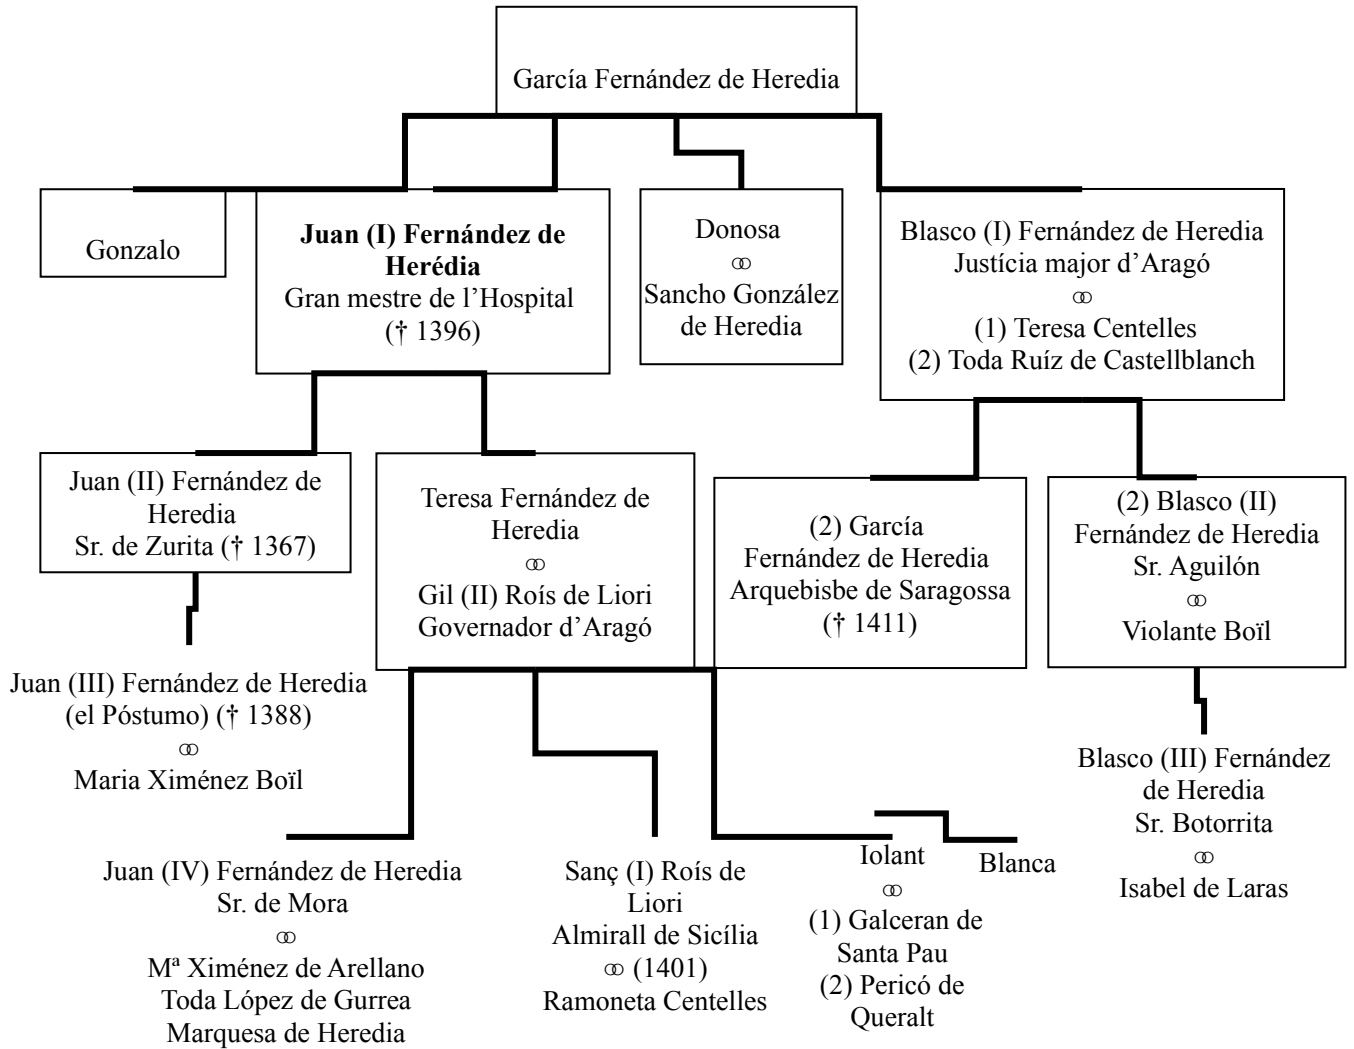 García Fernández de Heredia
Gonzalo
Juan (I) Fernández de
Herédia
Gran mestre de l’Hospital
(† 1396)
Donosa
ⵚ
Sancho González
de Heredia
Blasco (I) Fernández de Heredia
Justícia major d’Aragó
ⵚ
(1) Teresa Centelles
(2) Toda Ruíz de Castellblanch
Juan (II) Fernández de
Heredia
Sr. de Zurita († 1367)
Teresa Fernández de
Heredia
ⵚ
Gil (II) Roís de Liori
Governador d’Aragó
(2) García
Fernández de Heredia
Arquebisbe de Saragossa
(† 1411)
(2) Blasco (II)
Fernández de Heredia
Sr. Aguilón
ⵚ
Violante Boïl
Juan (III) Fernández de Heredia
(el Póstumo) († 1388)
ⵚ
Maria Ximénez Boïl
Blasco (III) Fernández
de Heredia
Sr. Botorrita
ⵚ
Isabel de Laras
Juan (IV) Fernández de Heredia
Sr. de Mora
ⵚ
Mª Ximénez de Arellano
Toda López de Gurrea
Marquesa de Heredia
Sanç (I) Roís de
Liori
Almirall de Sicília
ⵚ (1401)
Ramoneta Centelles
Iolant
ⵚ
(1) Galceran de
Santa Pau
(2) Pericó de
Queralt
Blanca